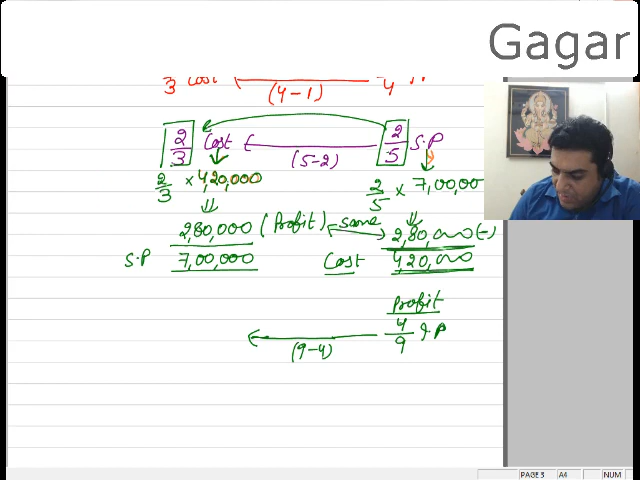 Gagar
3 Cost (4-1) 4
2/3 Cost (5-2) 2/5 S.P
2/3 × 4,20,000 2/5 × 7,00,00
2,80,000 (Profit) same 2,80,000 (-)
S.P 7,00,000 Cost 4,20,000
Profit
(9-4) 4/9 S.P
PAGE 3 A4 NUM